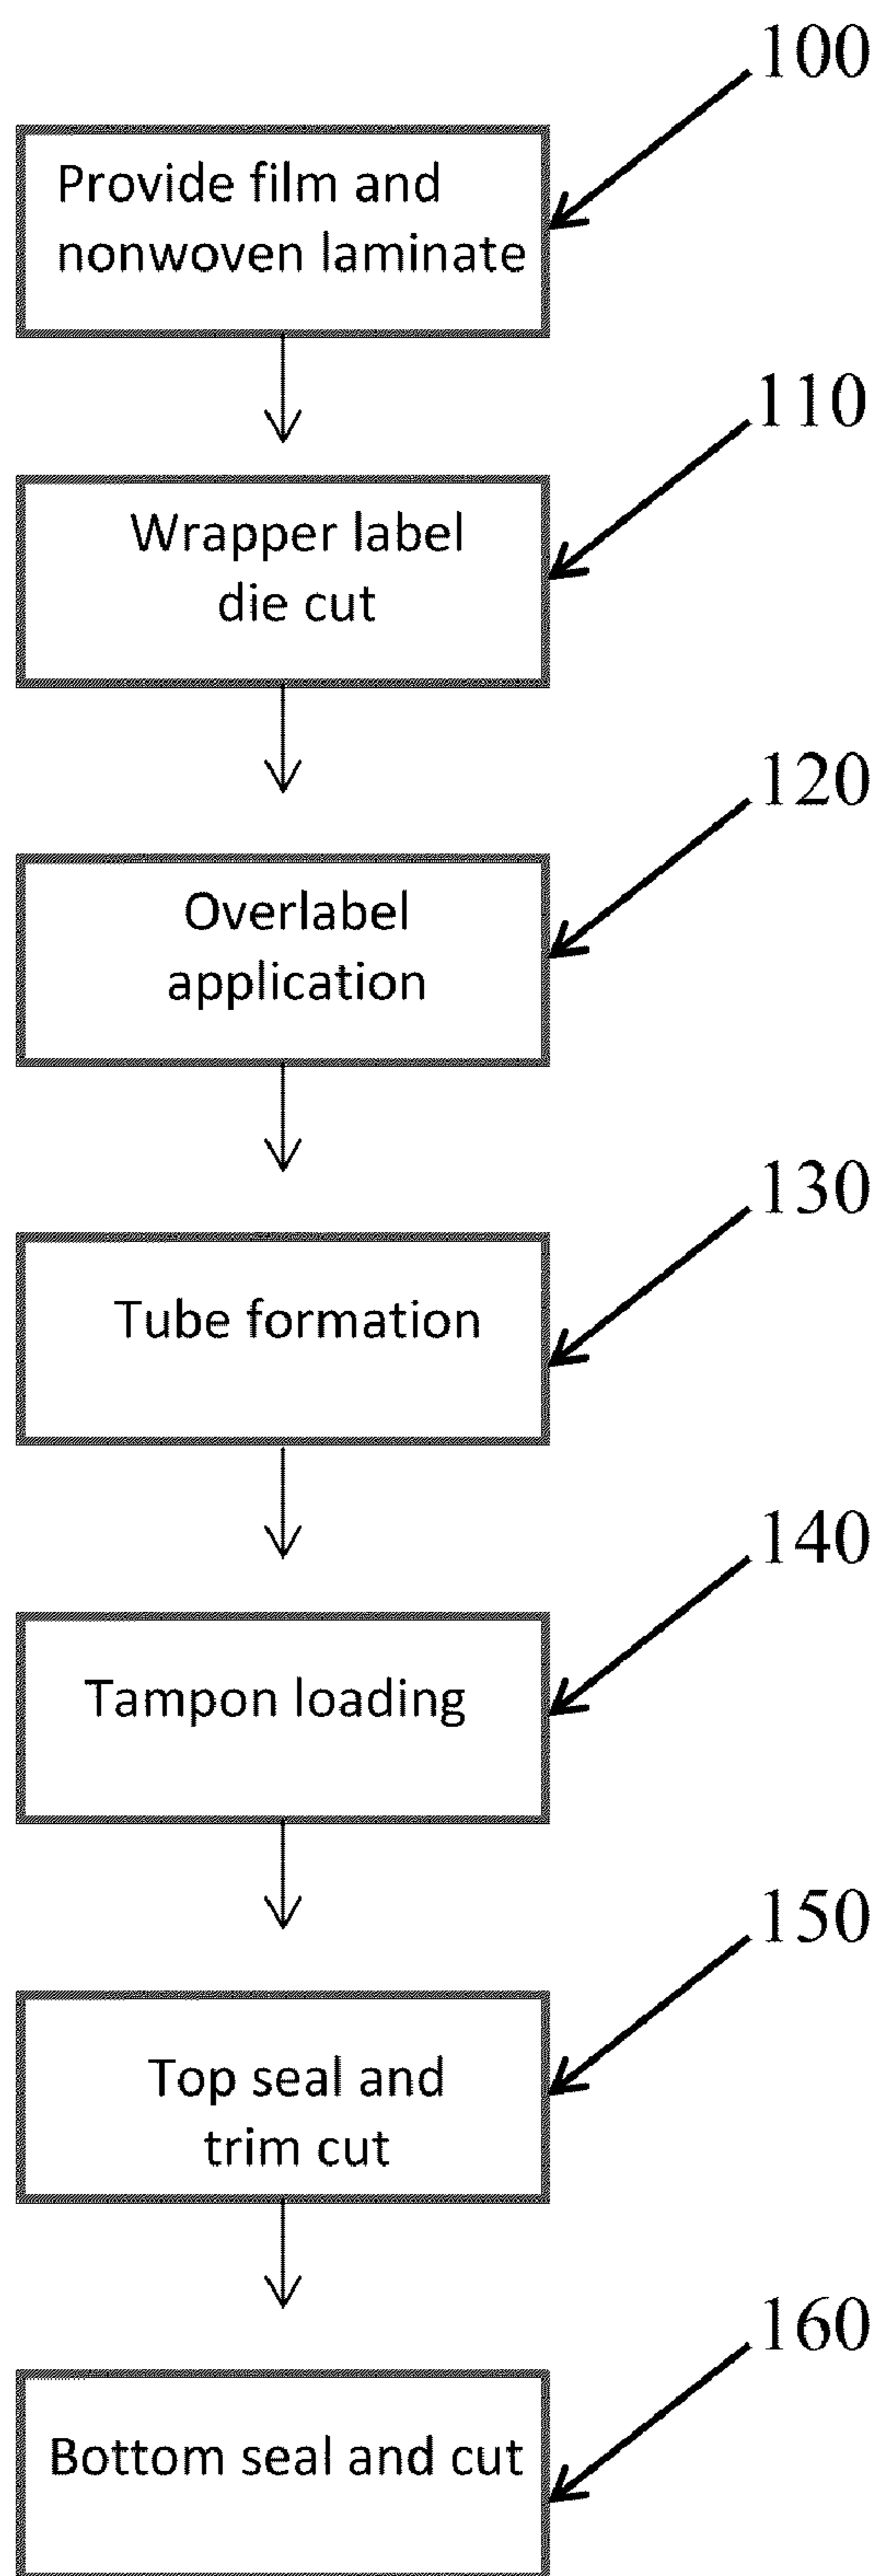 100
Provide film and
nonwoven laminate
110
Wrapper label
die cut
120
Overlabel
application
130
Tube formation
140
Tampon loading
150
Top seal and
trim cut
160
Bottom seal and cut